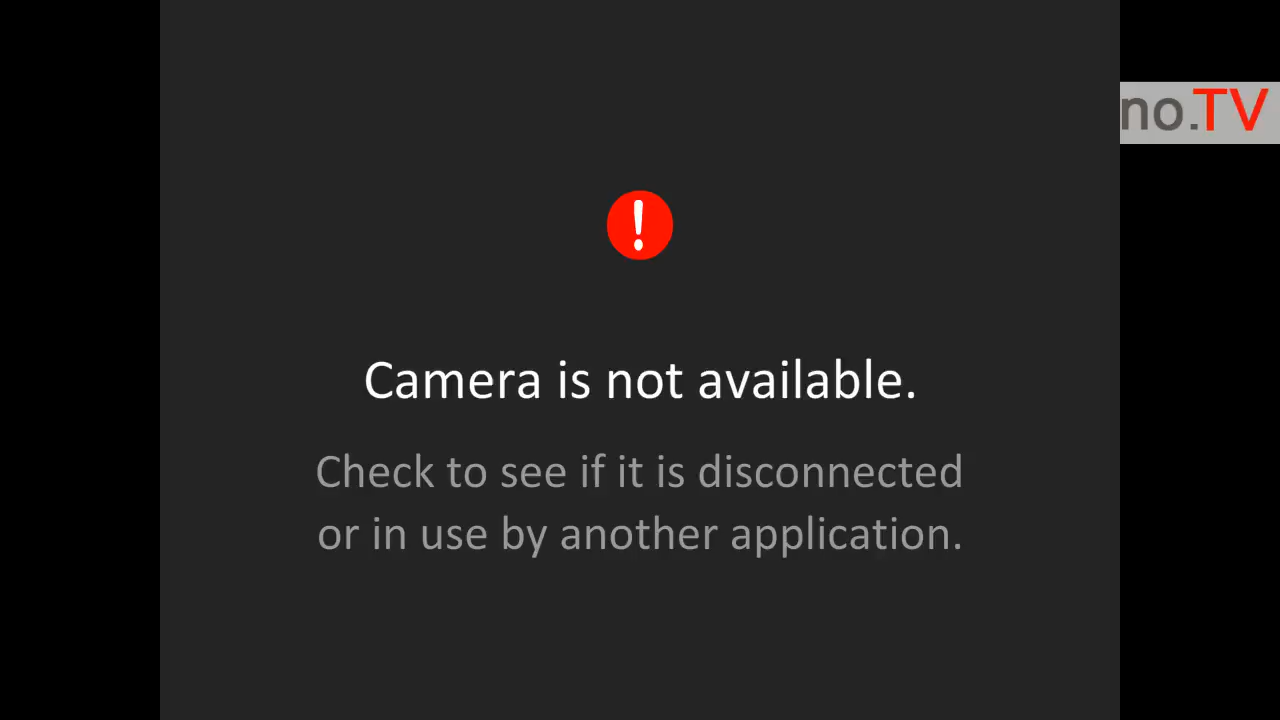 no.TV
Camera is not available.
Check to see if it is disconnected
or in use by another application.